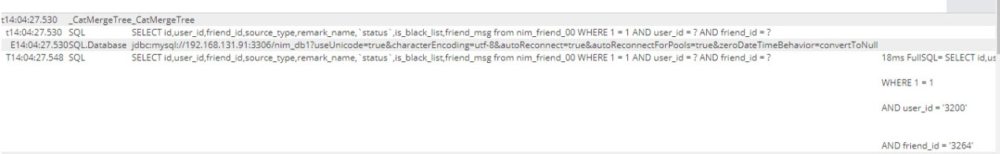 t14:04:27.530 _CatMergeTree _CatMergeTree
t14:04:27.530 SQL SELECT id,user_id,friend_id,source_type,remark_name,`status`,is_black_list,friend_msg from nim_friend_00 WHERE 1 = 1 AND user_id = ? AND friend_id = ?
E14:04:27.530 SQL.Database jdbc:mysql://192.168.131.91:3306/nim_db1?useUnicode=true&characterEncoding=utf-8&autoReconnect=true&autoReconnectForPools=true&zeroDateTimeBehavior=convertToNull
T14:04:27.548 SQL SELECT id,user_id,friend_id,source_type,remark_name,`status`,is_black_list,friend_msg from nim_friend_00 WHERE 1 = 1 AND user_id = ? AND friend_id = ? 18ms FullSQL= SELECT id,us
WHERE 1 = 1
AND user_id = '3200'
AND friend_id = '3264'